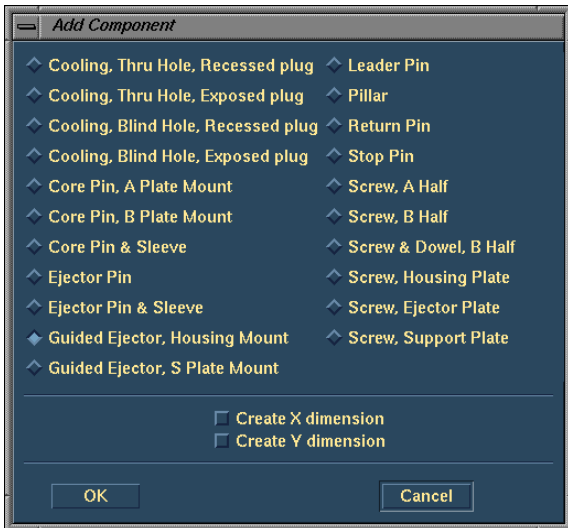 Add Component
Cooling, Thru Hole, Recessed plug
Cooling, Thru Hole, Exposed plug
Cooling, Blind Hole, Recessed plug
Cooling, Blind Hole, Exposed plug
Core Pin, A Plate Mount
Core Pin, B Plate Mount
Core Pin & Sleeve
Ejector Pin
Ejector Pin & Sleeve
Guided Ejector, Housing Mount
Guided Ejector, S Plate Mount
Leader Pin
Pillar
Return Pin
Stop Pin
Screw, A Half
Screw, B Half
Screw & Dowel, B Half
Screw, Housing Plate
Screw, Ejector Plate
Screw, Support Plate
Create X dimension
Create Y dimension
OK
Cancel